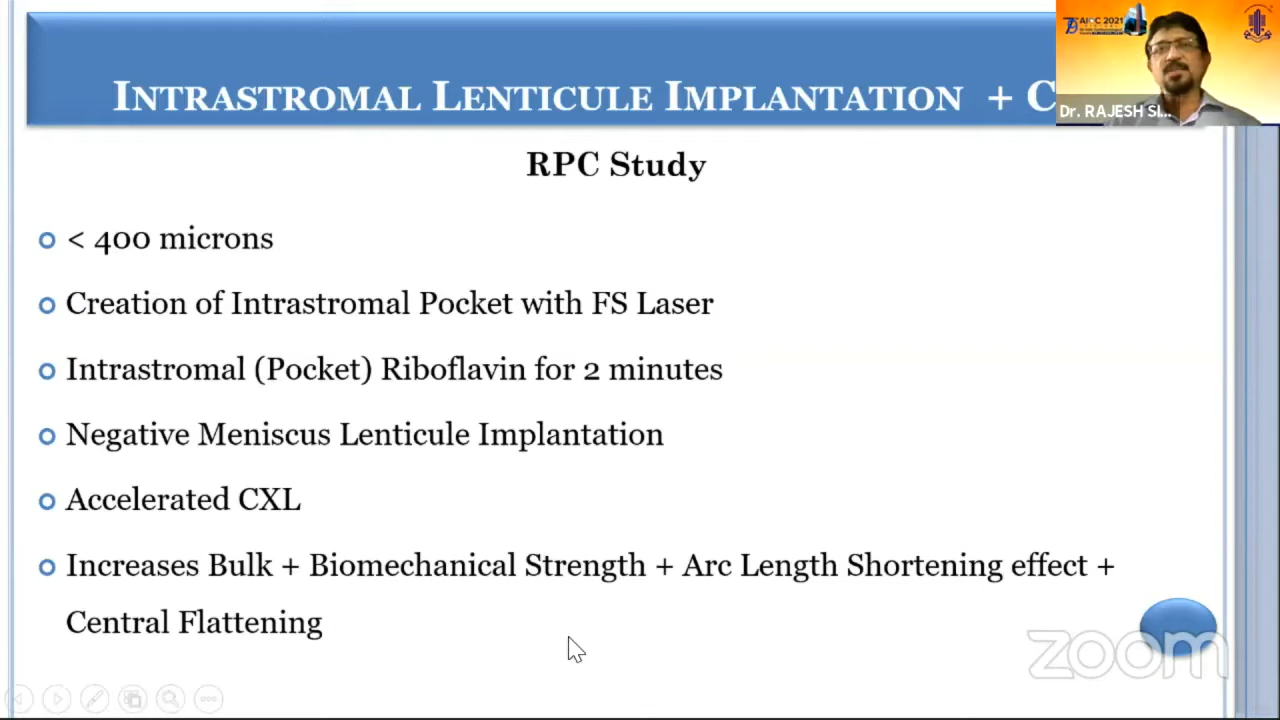 INTRASTROMAL LENTICULE IMPLANTATION + C
AIOC 2021
Dr. RAJESH SI...
RPC Study
< 400 microns
Creation of Intrastromal Pocket with FS Laser
Intrastromal (Pocket) Riboflavin for 2 minutes
Negative Meniscus Lenticule Implantation
Accelerated CXL
Increases Bulk + Biomechanical Strength + Arc Length Shortening effect +
Central Flattening
zoom